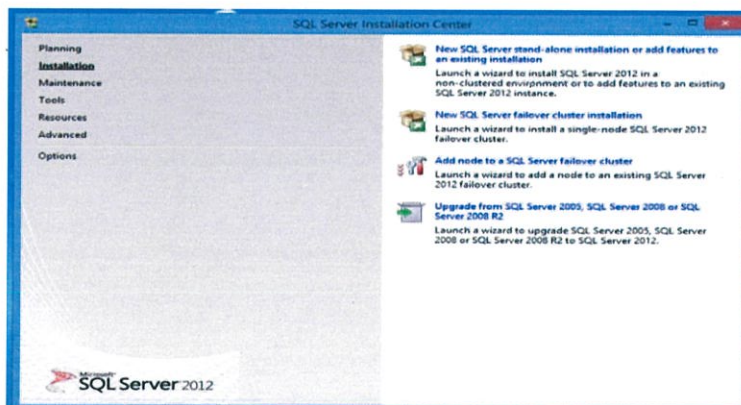 SQL Server Installation Center
Planning
Installation
Maintenance
Tools
Resources
Advanced
Options
New SQL Server stand-alone installation or add features to
an existing installation
Launch a wizard to install SQL Server 2012 in a
non-clustered environment or to add features to an existing
SQL Server 2012 instance.
New SQL Server failover cluster installation
Launch a wizard to install a single-node SQL Server 2012
failover cluster.
Add node to a SQL Server failover cluster
Launch a wizard to add a node to an existing SQL Server
2012 failover cluster.
Upgrade from SQL Server 2005, SQL Server 2008 or SQL
Server 2008 R2
Launch a wizard to upgrade SQL Server 2005, SQL Server
2008 or SQL Server 2008 R2 to SQL Server 2012.
Microsoft
SQL Server 2012